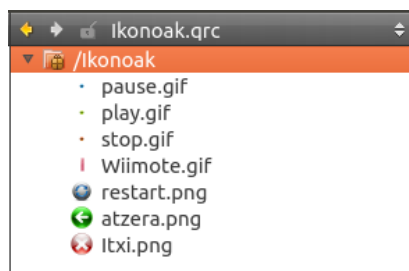 Ikonoak.qrc
/Ikonoak
pause.gif
play.gif
stop.gif
Wiimote.gif
restart.png
atzera.png
Itxi.png